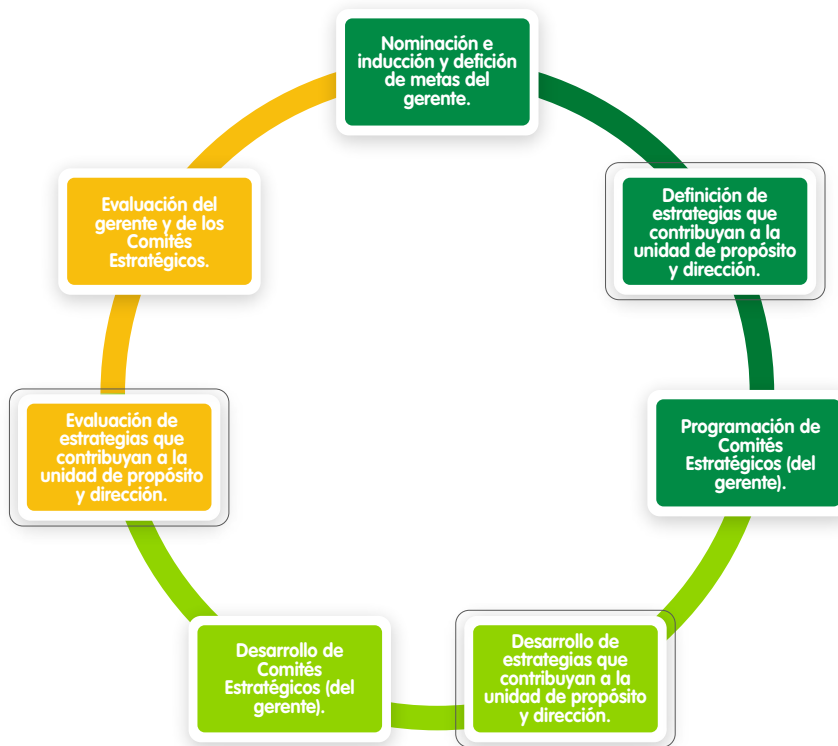 Nominación e
inducción y defición
de metas del
gerente.
Definición de
estrategias que
contribuyan a la
unidad de propósito
y dirección.
Programación de
Comités
Estratégicos (del
gerente).
Desarrollo de
estrategias que
contribuyan a la
unidad de propósito
y dirección.
Desarrollo de
Comités
Estratégicos (del
gerente).
Evaluación de
estrategias que
contribuyan a la
unidad de propósito
y dirección.
Evaluación del
gerente y de los
Comités
Estratégicos.